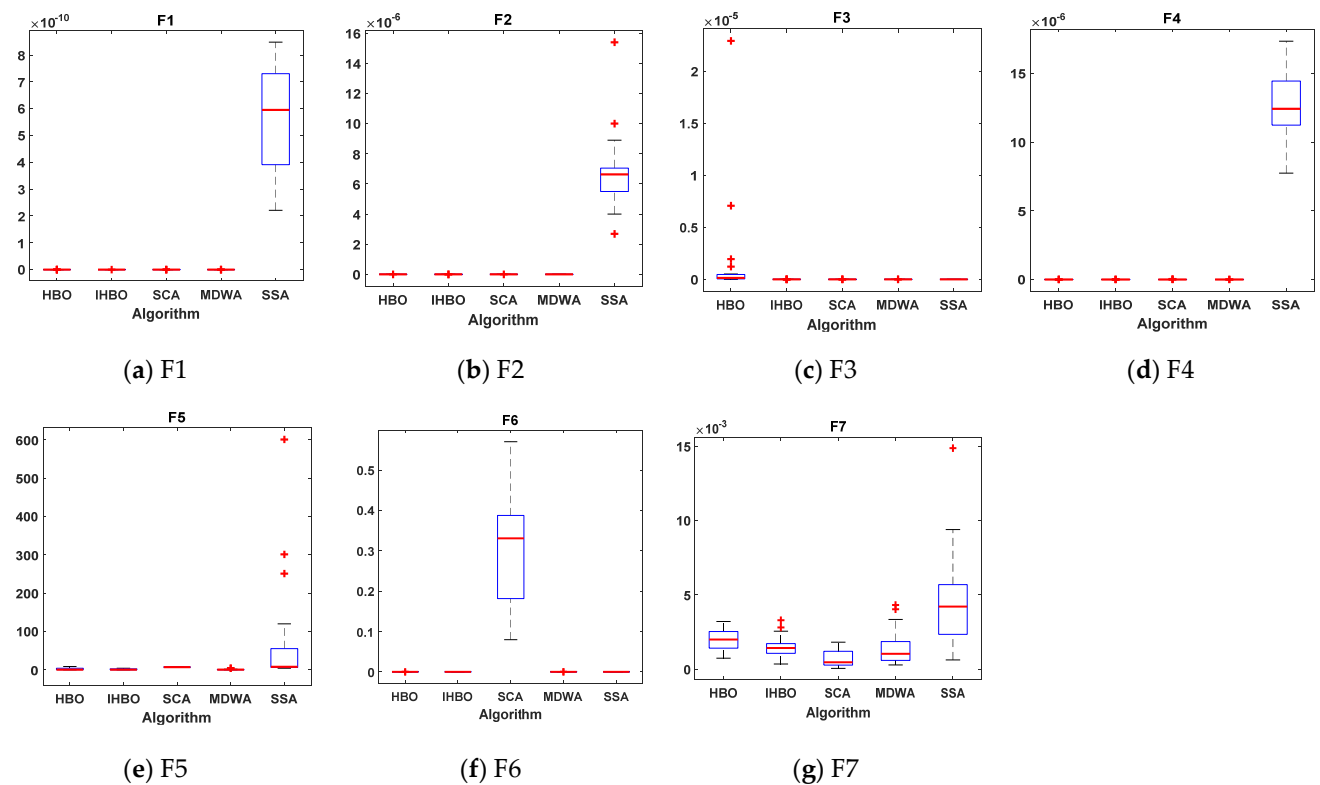 F1
×10-10
8
7
6
5
4
3
2
1
0
HBO IHBO SCA MDWA SSA
Algorithm
(a) F1
F2
×10-6
16
14
12
10
8
6
4
2
0
HBO IHBO SCA MDWA SSA
Algorithm
(b) F2
F3
×10-5
2
1.5
1
0.5
0
HBO IHBO SCA MDWA SSA
Algorithm
(c) F3
F4
×10-6
15
10
5
0
HBO IHBO SCA MDWA SSA
Algorithm
(d) F4
F5
600
500
400
300
200
100
0
HBO IHBO SCA MDWA SSA
Algorithm
(e) F5
F6
0.5
0.4
0.3
0.2
0.1
0
HBO IHBO SCA MDWA SSA
Algorithm
(f) F6
F7
×10-3
15
10
5
0
HBO IHBO SCA MDWA SSA
Algorithm
(g) F7